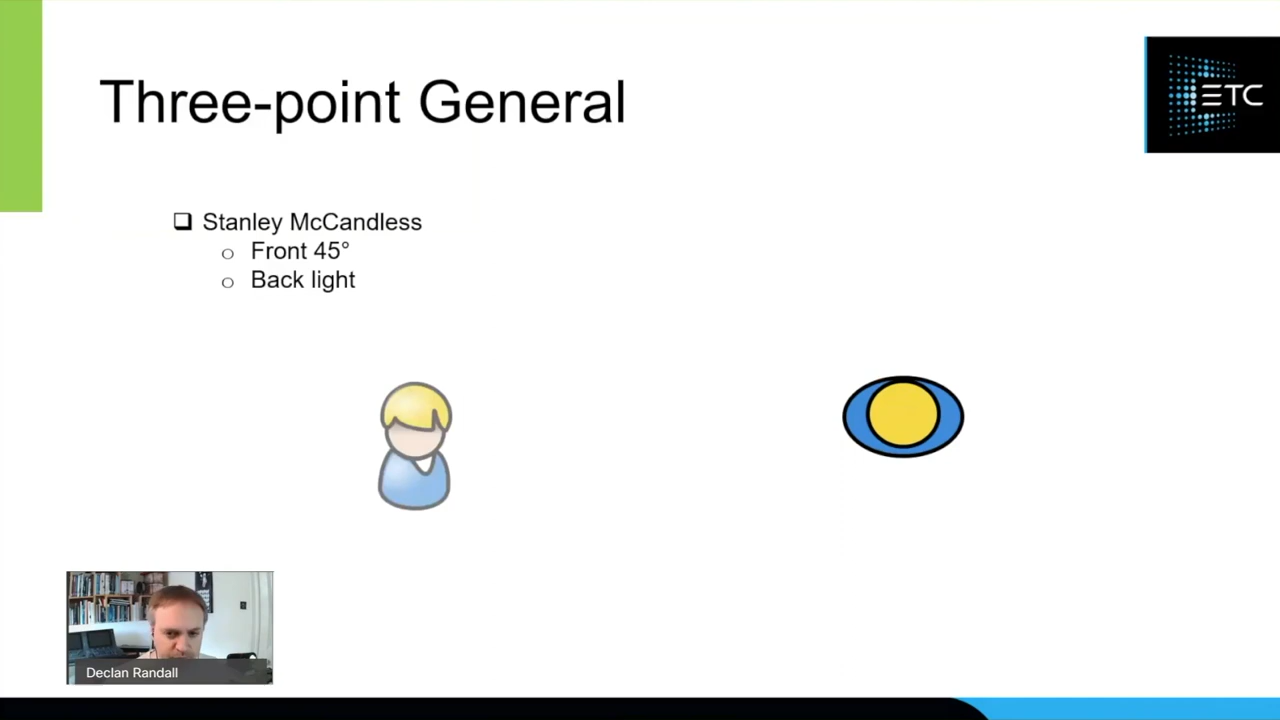 Three-point General
ETC
Stanley McCandless
Front 45°
Back light
Declan Randall